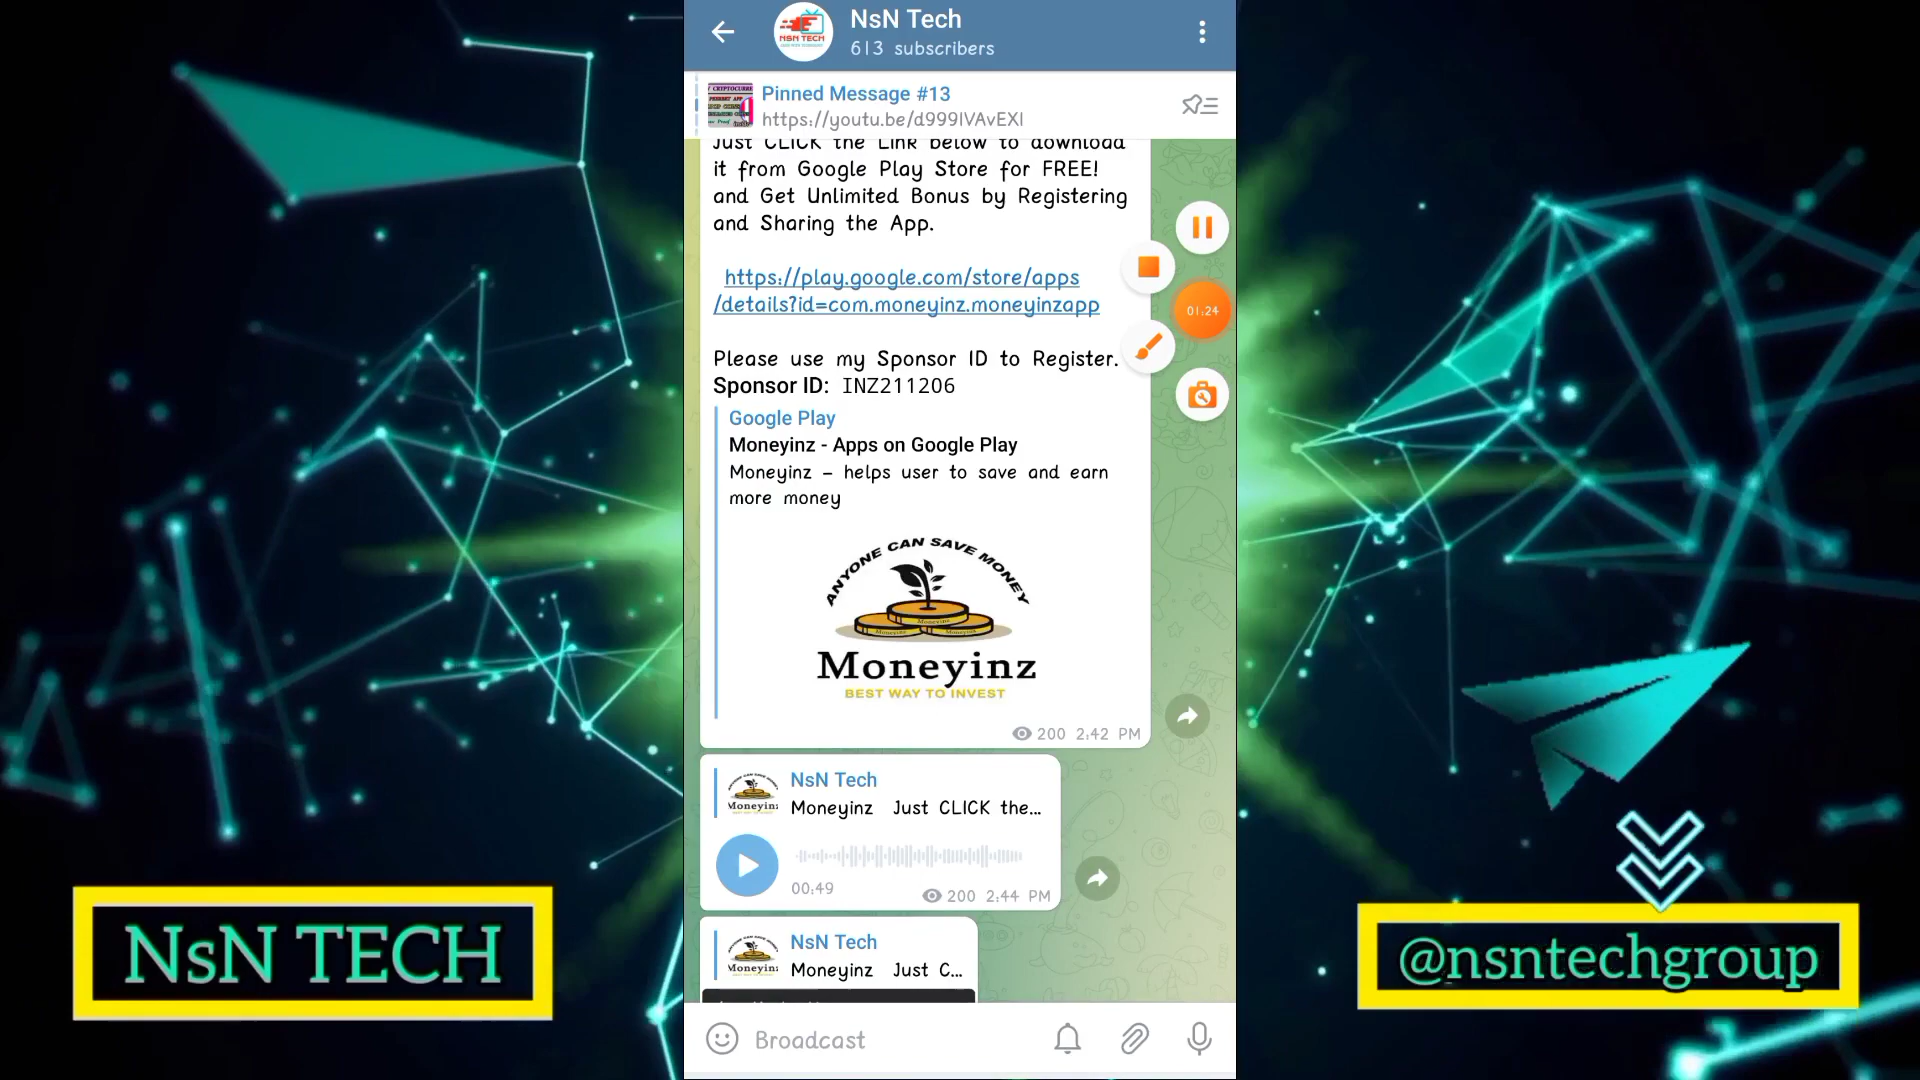 NsN Tech
613 subscribers
Pinned Message #13
https://youtu.be/d999IVAvEXI
Just CLICK the Link below to download
it from Google Play Store for FREE!
and Get Unlimited Bonus by Registering
and Sharing the App.
https://play.google.com/store/apps
/details?id=com.moneyinz.moneyinzapp
01:24
Please use my Sponsor ID to Register.
Sponsor ID: INZ211206
Google Play
Moneyinz - Apps on Google Play
Moneyinz – helps user to save and earn
more money
ANYONE CAN SAVE MONEY
Moneyinz
BEST WAY TO INVEST
200 2:42 PM
NsN Tech
Moneyinz Just CLICK the...
00:49
200 2:44 PM
NsN Tech
Moneyinz Just C...
Broadcast
NsN TECH
@nsntechgroup